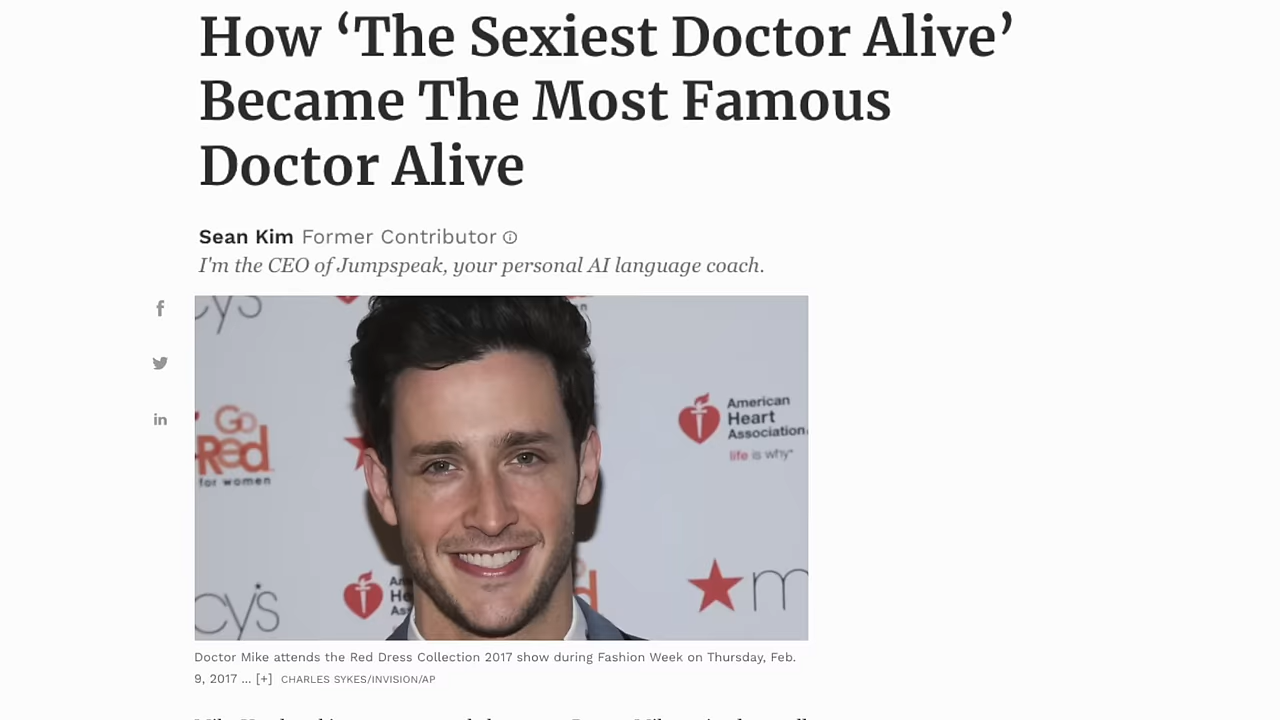 How ‘The Sexiest Doctor Alive’
Became The Most Famous
Doctor Alive
Sean Kim Former Contributor
I'm the CEO of Jumpspeak, your personal AI language coach.
cy's
Go
Red
for women
American
Heart
Association
life is why
cy's
m
Doctor Mike attends the Red Dress Collection 2017 show during Fashion Week on Thursday, Feb.
9, 2017 ... [+] CHARLES SYKES/INVISION/AP